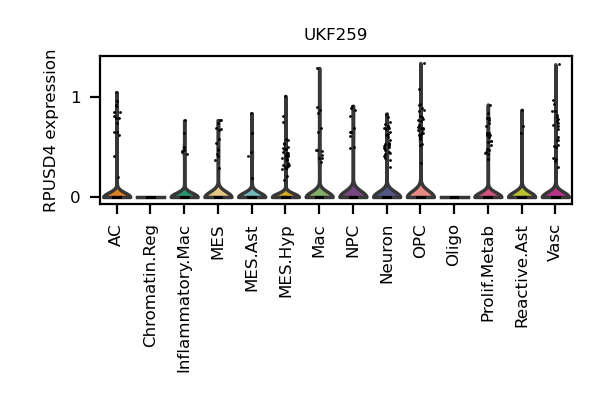 UKF259
RPUSD4 expression
1
0
AC
Chromatin.Reg
Inflammatory.Mac
MES
MES.Ast
MES.Hyp
Mac
NPC
Neuron
OPC
Oligo
Prolif.Metab
Reactive.Ast
Vasc